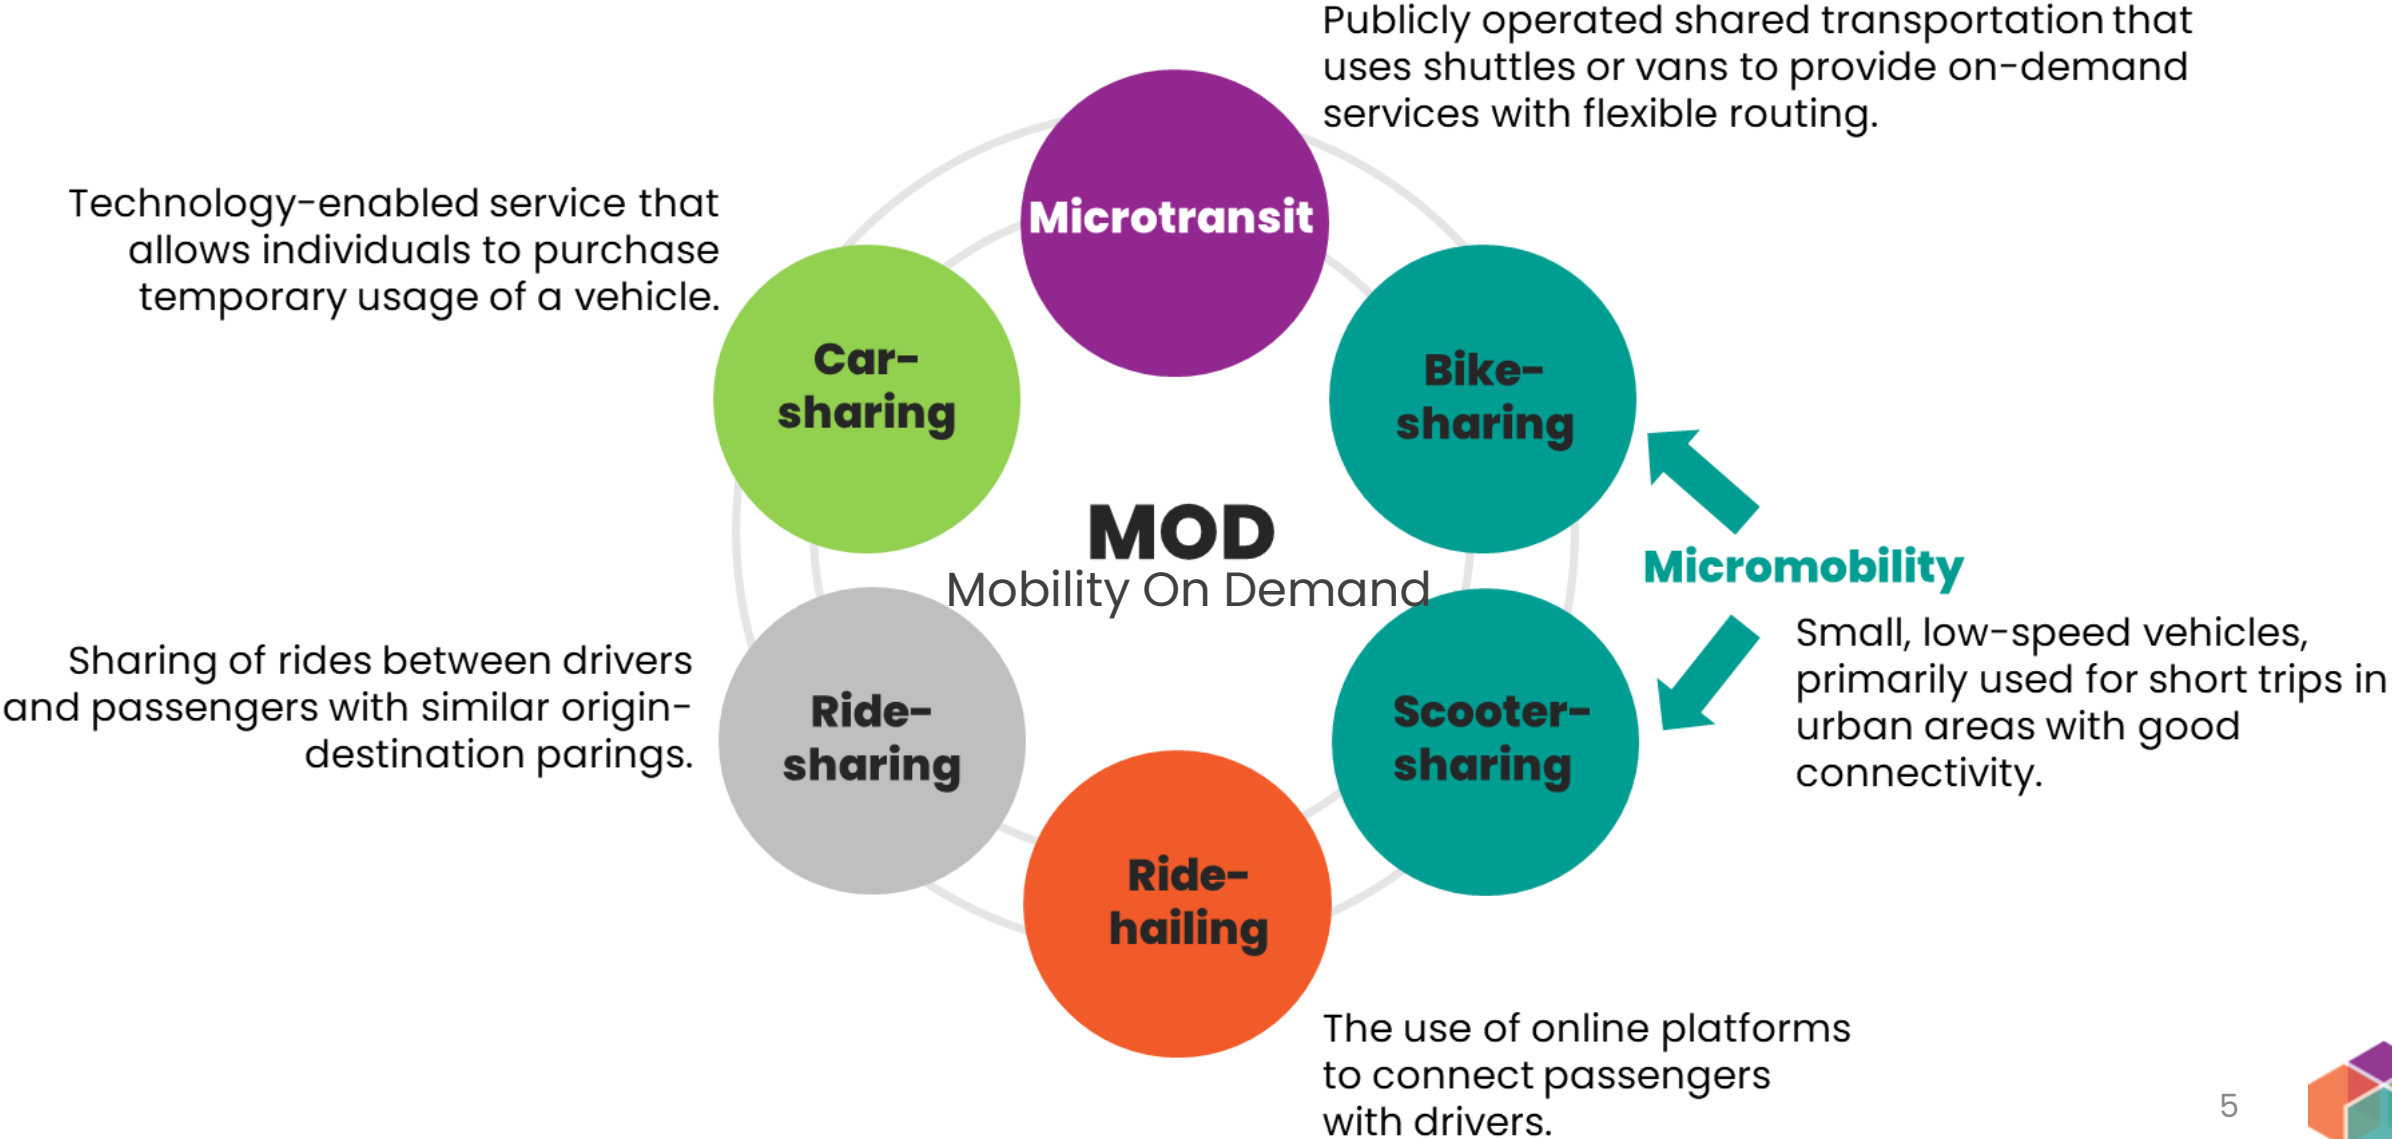 Publicly operated shared transportation that
uses shuttles or vans to provide on-demand
services with flexible routing.
Microtransit
Technology-enabled service that
allows individuals to purchase
temporary usage of a vehicle.
Car-
sharing
Bike-
sharing
MOD
Mobility On Demand
Micromobility
Small, low-speed vehicles,
primarily used for short trips in
urban areas with good
connectivity.
Sharing of rides between drivers
and passengers with similar origin-
destination parings.
Ride-
sharing
Scooter-
sharing
Ride-
hailing
The use of online platforms
to connect passengers
with drivers.
5